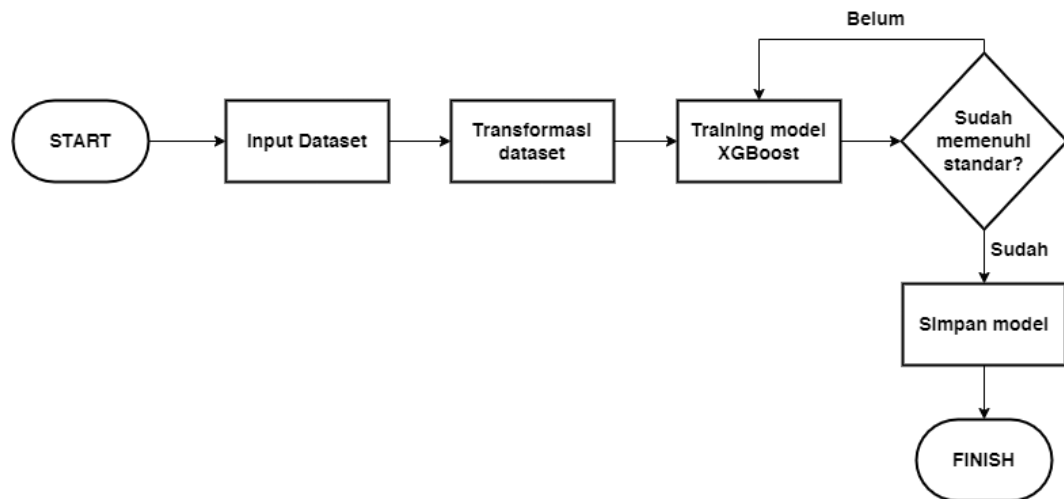 Belum
START
Input Dataset
Transformasi
dataset
Training model
XGBoost
Sudah
memenuhi
standar?
Sudah
Simpan model
FINISH